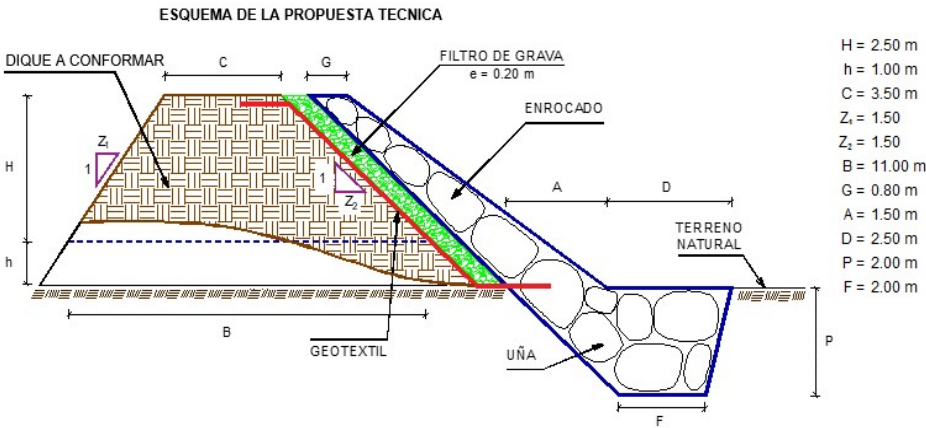 ESQUEMA DE LA PROPUESTA TECNICA
DIQUE A CONFORMAR
C
G
FILTRO DE GRAVA
e = 0.20 m
ENROCADO
H
h
Z₁
1
1
Z₂
A
D
TERRENO
NATURAL
B
GEOTEXTIL
UÑA
P
F
H = 2.50 m
h = 1.00 m
C = 3.50 m
Z₁ = 1.50
Z₂ = 1.50
B = 11.00 m
G = 0.80 m
A = 1.50 m
D = 2.50 m
P = 2.00 m
F = 2.00 m